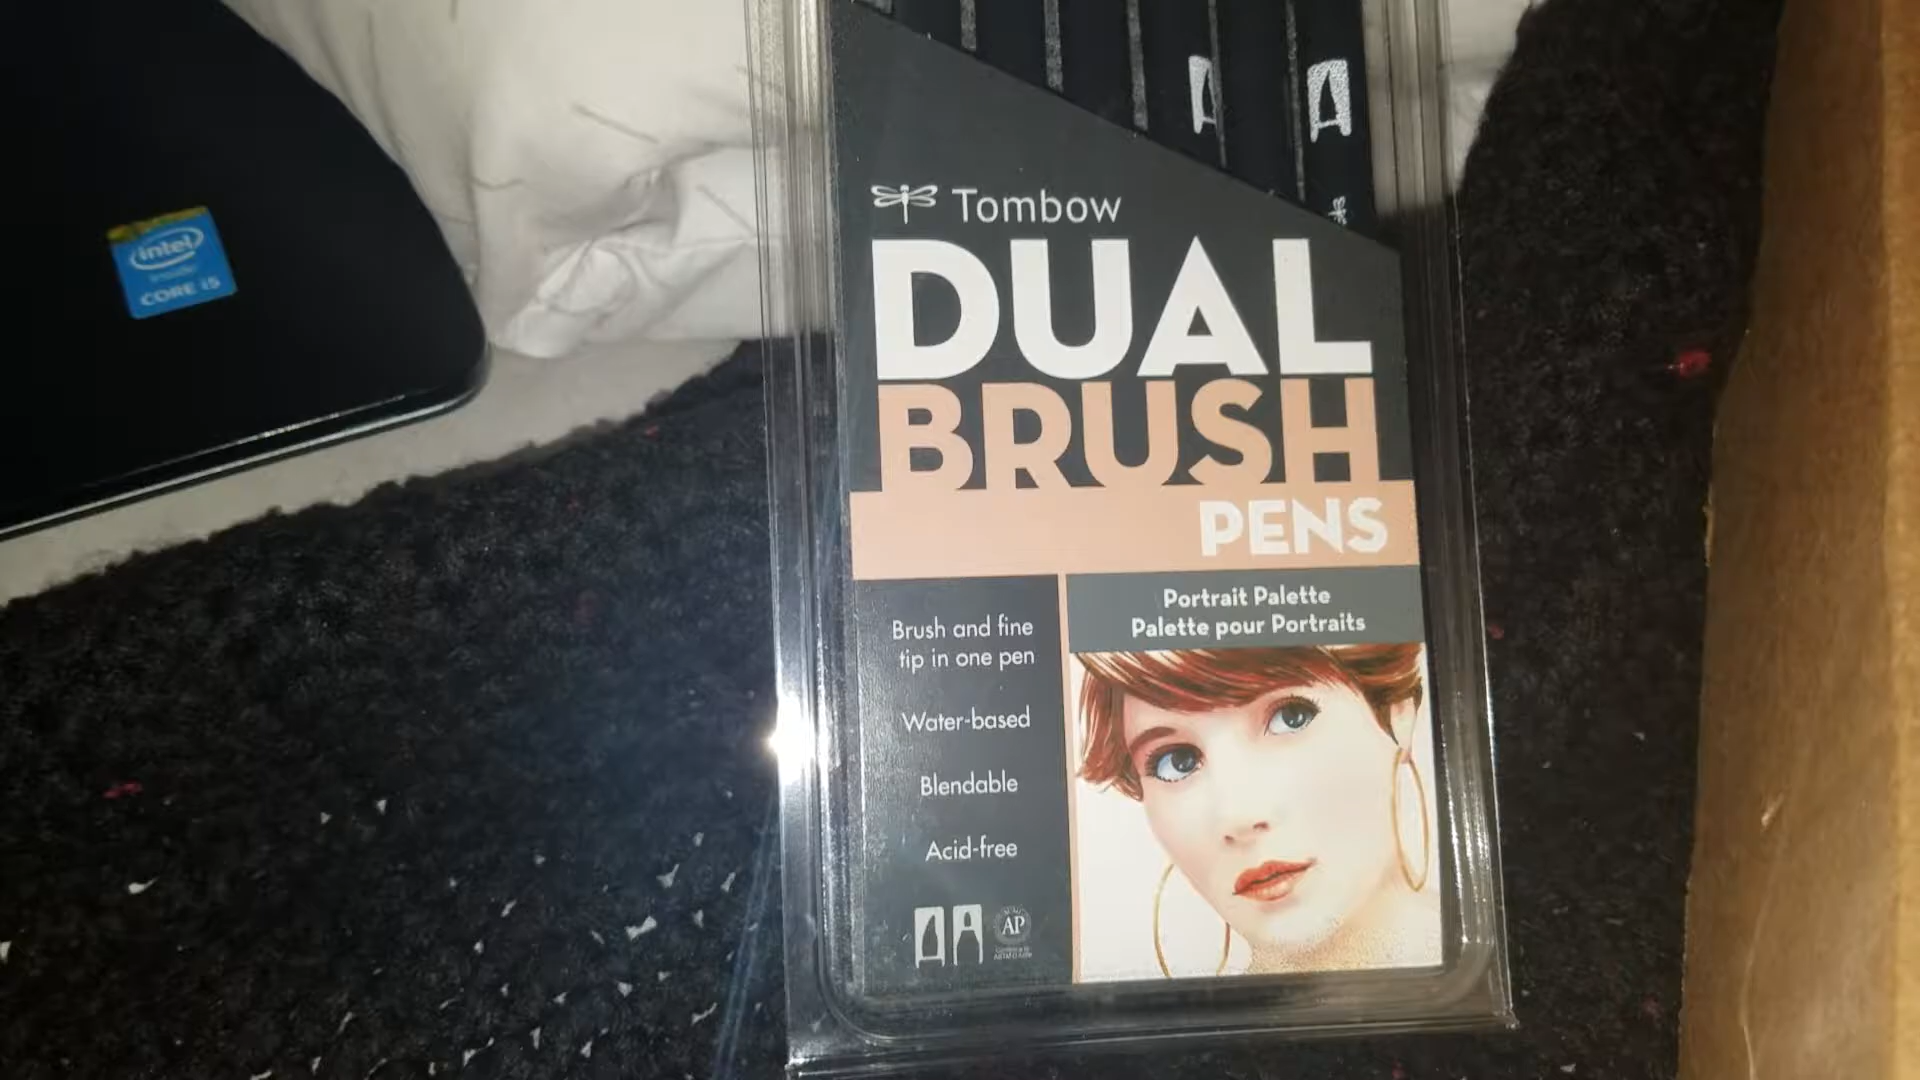 intel
inside
CORE i5
Tombow
DUAL
BRUSH
PENS
Portrait Palette
Palette pour Portraits
Brush and fine
tip in one pen
Water-based
Blendable
Acid-free
AP